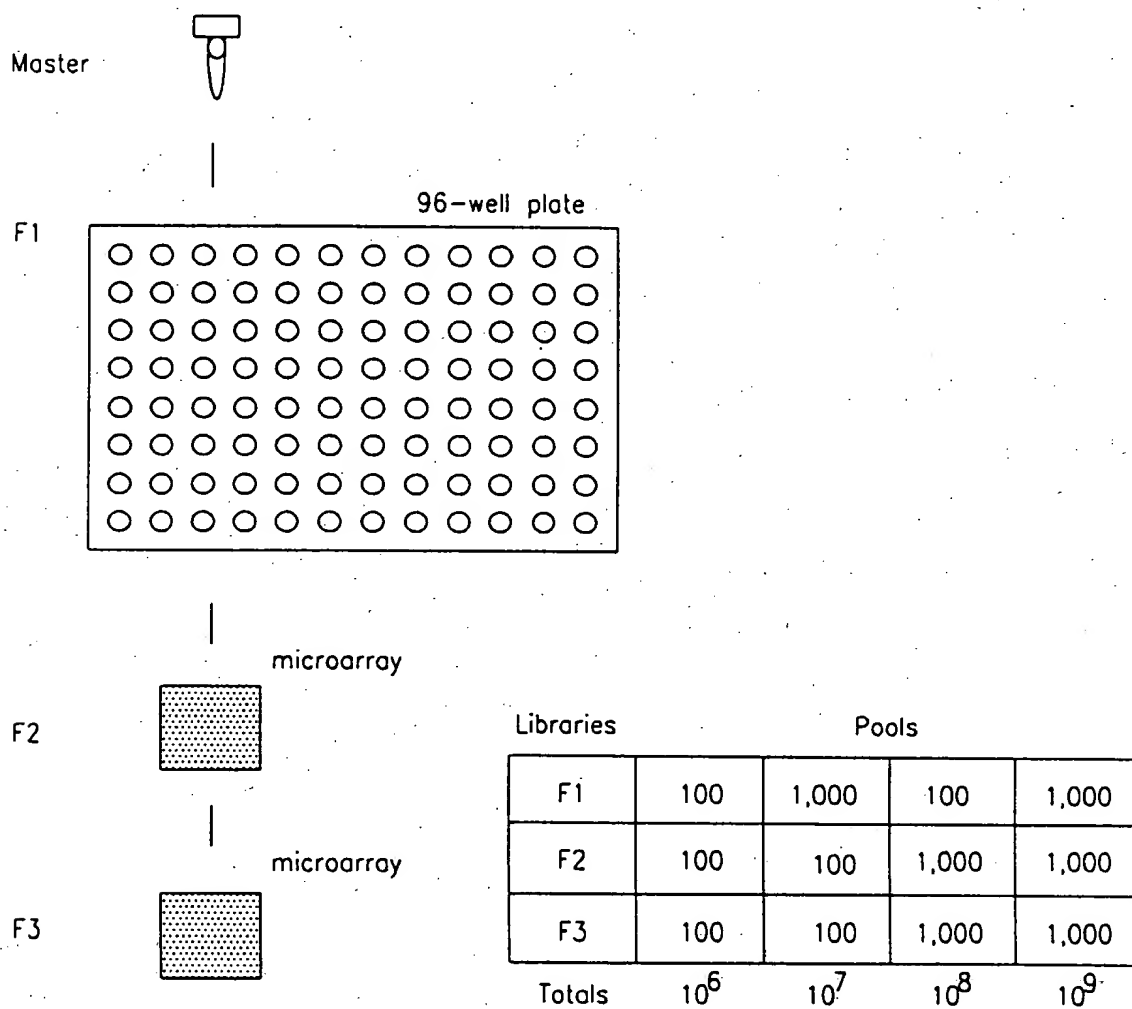 Master
96-well plate
F1
microarray
F2
microarray
F3
Libraries Pools
F1 100 1,000 100 1,000
F2 100 100 1,000 1,000
F3 100 100 1,000 1,000
Totals 10^6 10^7 10^8 10^9